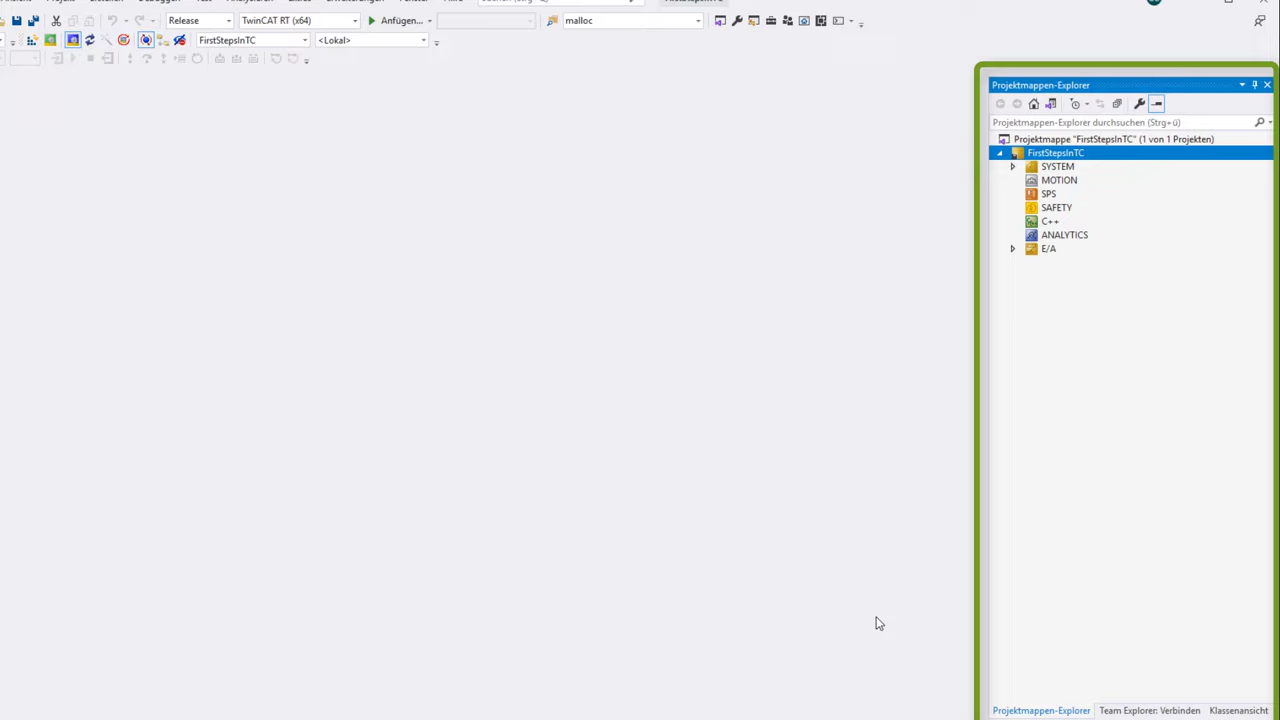 Release
TwinCAT RT (x64)
Anfügen...
malloc
FirstStepsInTC
<Lokal>
Projektmappen-Explorer
Projektmappen-Explorer durchsuchen (Strg+ü)
Projektmappe "FirstStepsInTC" (1 von 1 Projekten)
FirstStepsInTC
SYSTEM
MOTION
SPS
SAFETY
C++
ANALYTICS
E/A
Projektmappen-Explorer
Team Explorer: Verbinden
Klassenansicht